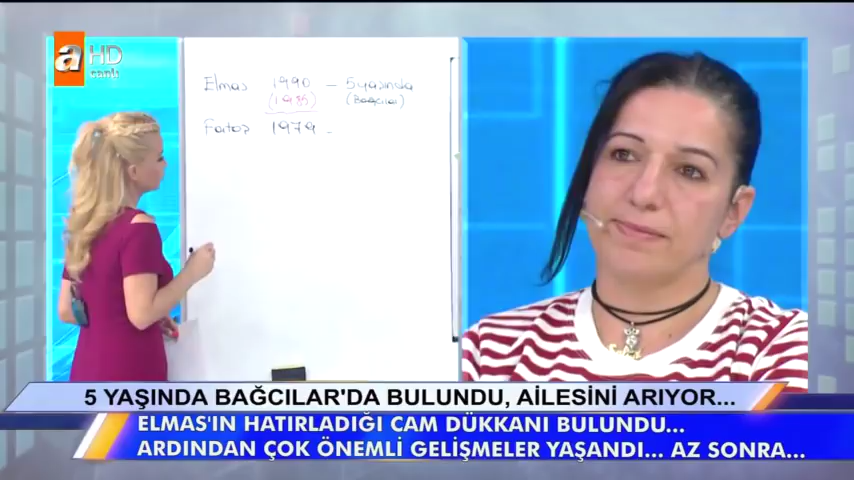 a HD
canlı
Elmas 1990 – 5 yaşında
(1985) (Bağcılar)
Fatoş 1979 –
5 YAŞINDA BAĞCILAR'DA BULUNDU, AİLESİNİ ARIYOR...
ELMAS'IN HATIRLADIĞI CAM DÜKKANI BULUNDU...
ARDINDAN ÇOK ÖNEMLİ GELİŞMELER YAŞANDI... AZ SONRA...